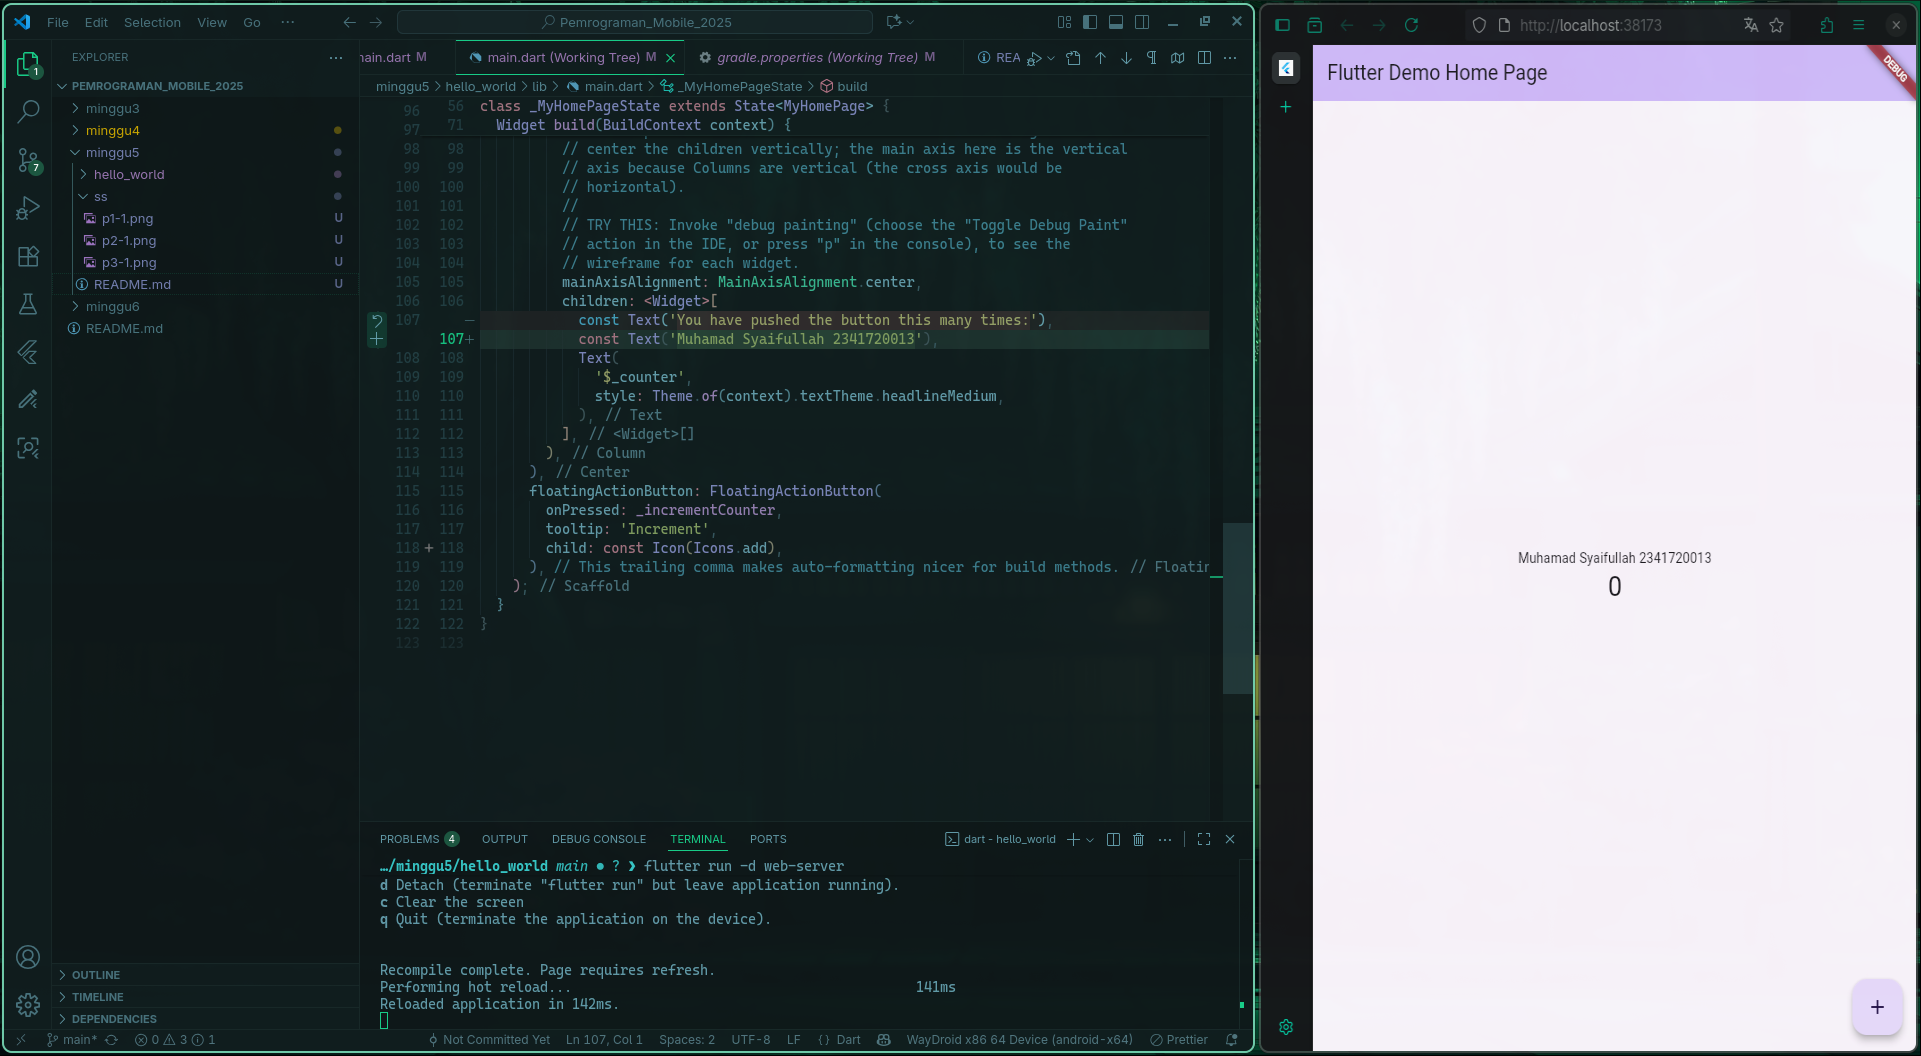 File Edit Selection View Go ··· Pemrograman_Mobile_2025
EXPLORER ···
PEMROGRAMAN_MOBILE_2025
minggu3
minggu4
minggu5
hello_world
ss
p1-1.png U
p2-1.png U
p3-1.png U
README.md U
minggu6
README.md
1
7
OUTLINE
TIMELINE
DEPENDENCIES
main.dart M main.dart (Working Tree) M gradle.properties (Working Tree) M REA
minggu5 > hello_world > lib > main.dart > _MyHomePageState > build
96 56 class _MyHomePageState extends State<MyHomePage> {
97 71 Widget build(BuildContext context) {
98 98 // center the children vertically; the main axis here is the vertical
99 99 // axis because Columns are vertical (the cross axis would be
100 100 // horizontal).
101 101 //
102 102 // TRY THIS: Invoke "debug painting" (choose the "Toggle Debug Paint"
103 103 // action in the IDE, or press "p" in the console), to see the
104 104 // wireframe for each widget.
105 105 mainAxisAlignment: MainAxisAlignment.center,
106 106 children: <Widget>[
107 — const Text('You have pushed the button this many times:'),
107+ const Text('Muhamad Syaifullah 2341720013'),
108 108 Text(
109 109 '$_counter',
110 110 style: Theme.of(context).textTheme.headlineMedium,
111 111 ), // Text
112 112 ], // <Widget>[]
113 113 ), // Column
114 114 ), // Center
115 115 floatingActionButton: FloatingActionButton(
116 116 onPressed: _incrementCounter,
117 117 tooltip: 'Increment',
118 + 118 child: const Icon(Icons.add),
119 119 ), // This trailing comma makes auto-formatting nicer for build methods. // Floatin
120 120 ); // Scaffold
121 121 }
122 122 }
123 123
PROBLEMS 4 OUTPUT DEBUG CONSOLE TERMINAL PORTS dart - hello_world
…/minggu5/hello_world main ● ? ❯ flutter run -d web-server
d Detach (terminate "flutter run" but leave application running).
c Clear the screen
q Quit (terminate the application on the device).
Recompile complete. Page requires refresh.
Performing hot reload... 141ms
Reloaded application in 142ms.
main* 0 3 1 Not Committed Yet Ln 107, Col 1 Spaces: 2 UTF-8 LF {} Dart WayDroid x86 64 Device (android-x64) Prettier
http://localhost:38173
Flutter Demo Home Page
DEBUG
Muhamad Syaifullah 2341720013
0
+